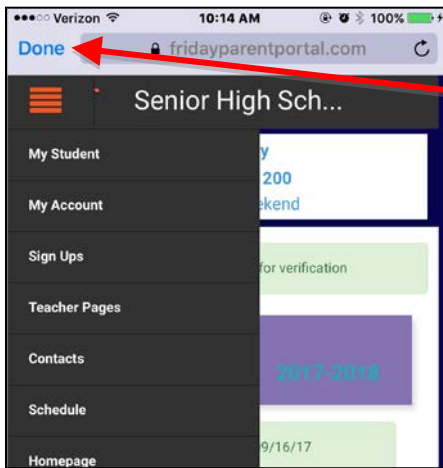 Verizon 10:14 AM 100%
Done fridayparentportal.com
Senior High Sch...
My Student
My Account
Sign Ups
Teacher Pages
Contacts
Schedule
Homepage
y
200
ekend
for verification
2017-2018
9/16/17